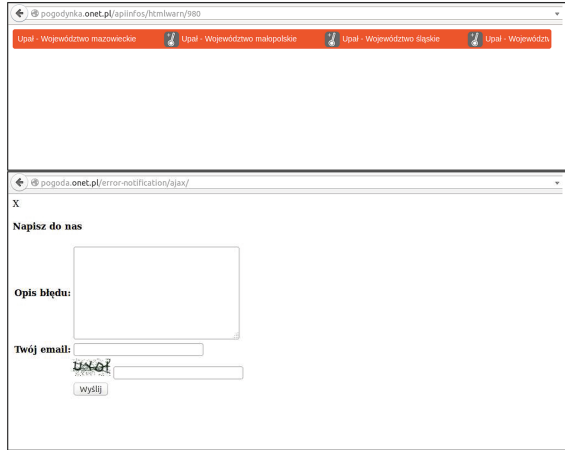 pogodynka.onet.pl/apiinfos/htmlwarn/980
Upał - Województwo mazowieckie Upał - Województwo małopolskie Upał - Województwo śląskie Upał - Województw
pogoda.onet.pl/error-notification/ajax/
X
Napisz do nas
Opis błędu:
Twój email:
Wyślij